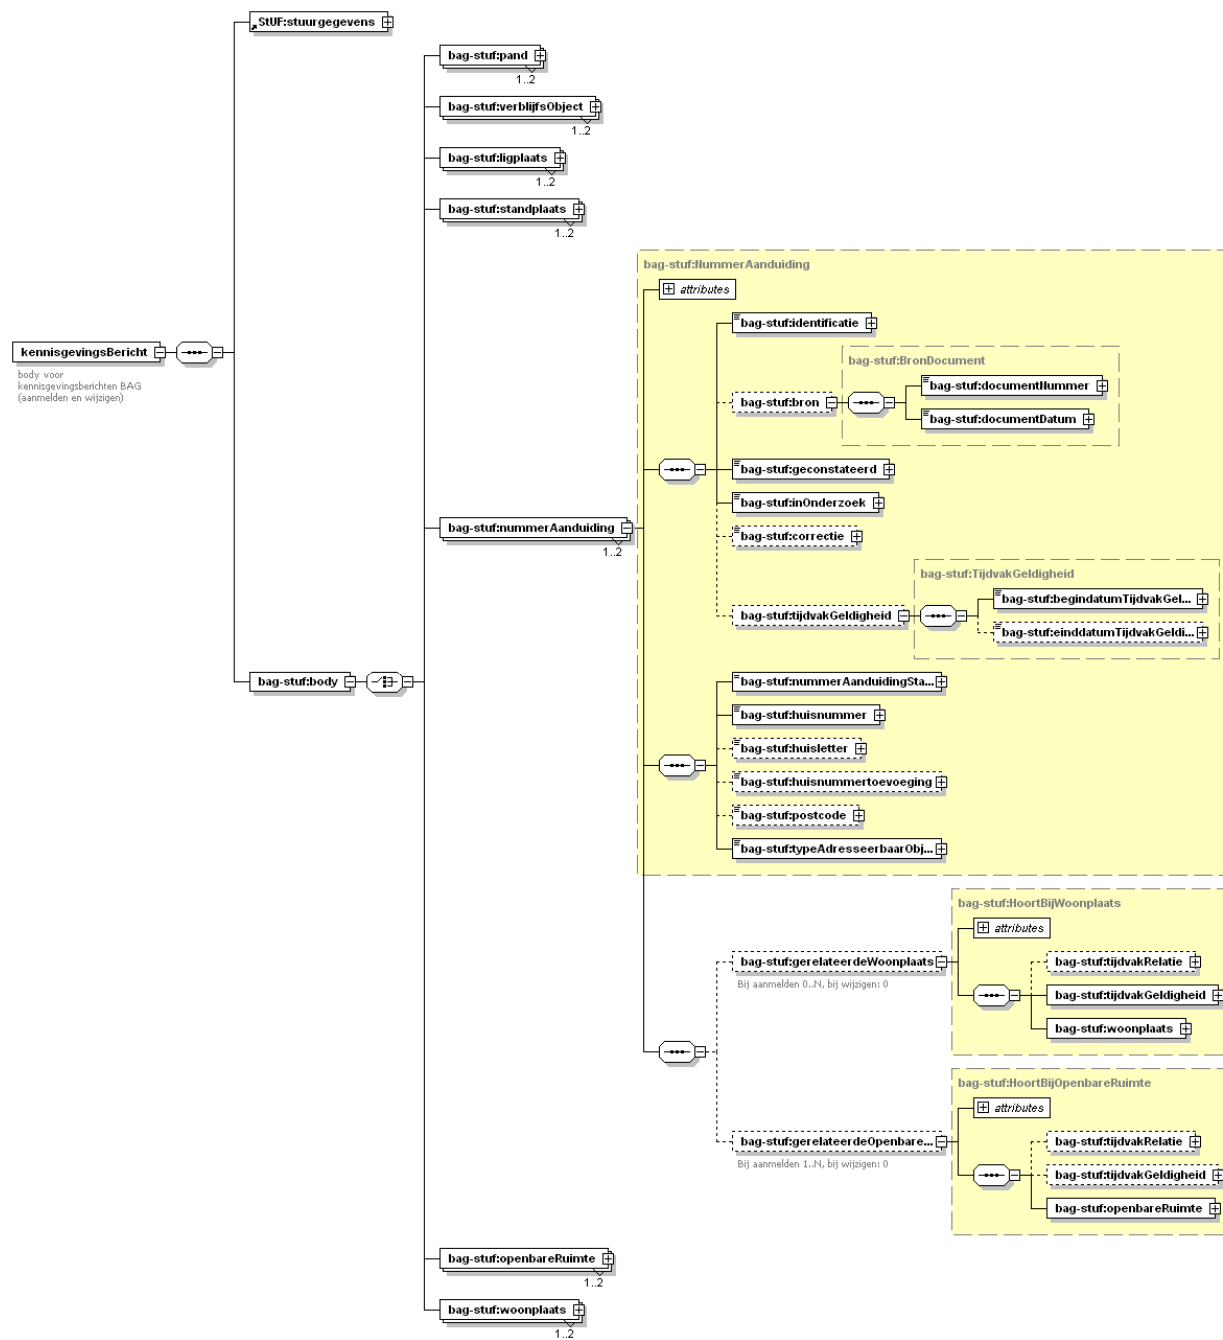 StUF:stuurgegevens
bag-stuf:pand
1..2
bag-stuf:verblijfsObject
1..2
bag-stuf:ligplaats
1..2
bag-stuf:standplaats
1..2
bag-stuf:NummerAanduiding
attributes
bag-stuf:identificatie
kennisgevingsBericht
body voor
kennisgevingsberichten BAG
(aanmelden en wijzigen)
bag-stuf:BronDocument
bag-stuf:documentNummer
bag-stuf:bron
bag-stuf:documentDatum
bag-stuf:geconstateerd
bag-stuf:inOnderzoek
bag-stuf:nummerAanduiding
1..2
bag-stuf:correctie
bag-stuf:TijdvakGeldigheid
bag-stuf:begindatumTijdvakGel...
bag-stuf:tijdvakGeldigheid
bag-stuf:einddatumTijdvakGeldi...
bag-stuf:body
bag-stuf:nummerAanduidingSta...
bag-stuf:huisnummer
bag-stuf:huisletter
bag-stuf:huisnummertoevoeging
bag-stuf:postcode
bag-stuf:typeAdresseerbaarObj...
bag-stuf:HoortBijWoonplaats
attributes
bag-stuf:gerelateerdeWoonplaats
Bij aanmelden 0..N, bij wijzigen: 0
bag-stuf:tijdvakRelatie
bag-stuf:tijdvakGeldigheid
bag-stuf:woonplaats
bag-stuf:HoortBijOpenbareRuimte
attributes
bag-stuf:gerelateerdeOpenbare...
Bij aanmelden 1..N, bij wijzigen: 0
bag-stuf:tijdvakRelatie
bag-stuf:tijdvakGeldigheid
bag-stuf:openbareRuimte
bag-stuf:openbareRuimte
1..2
bag-stuf:woonplaats
1..2